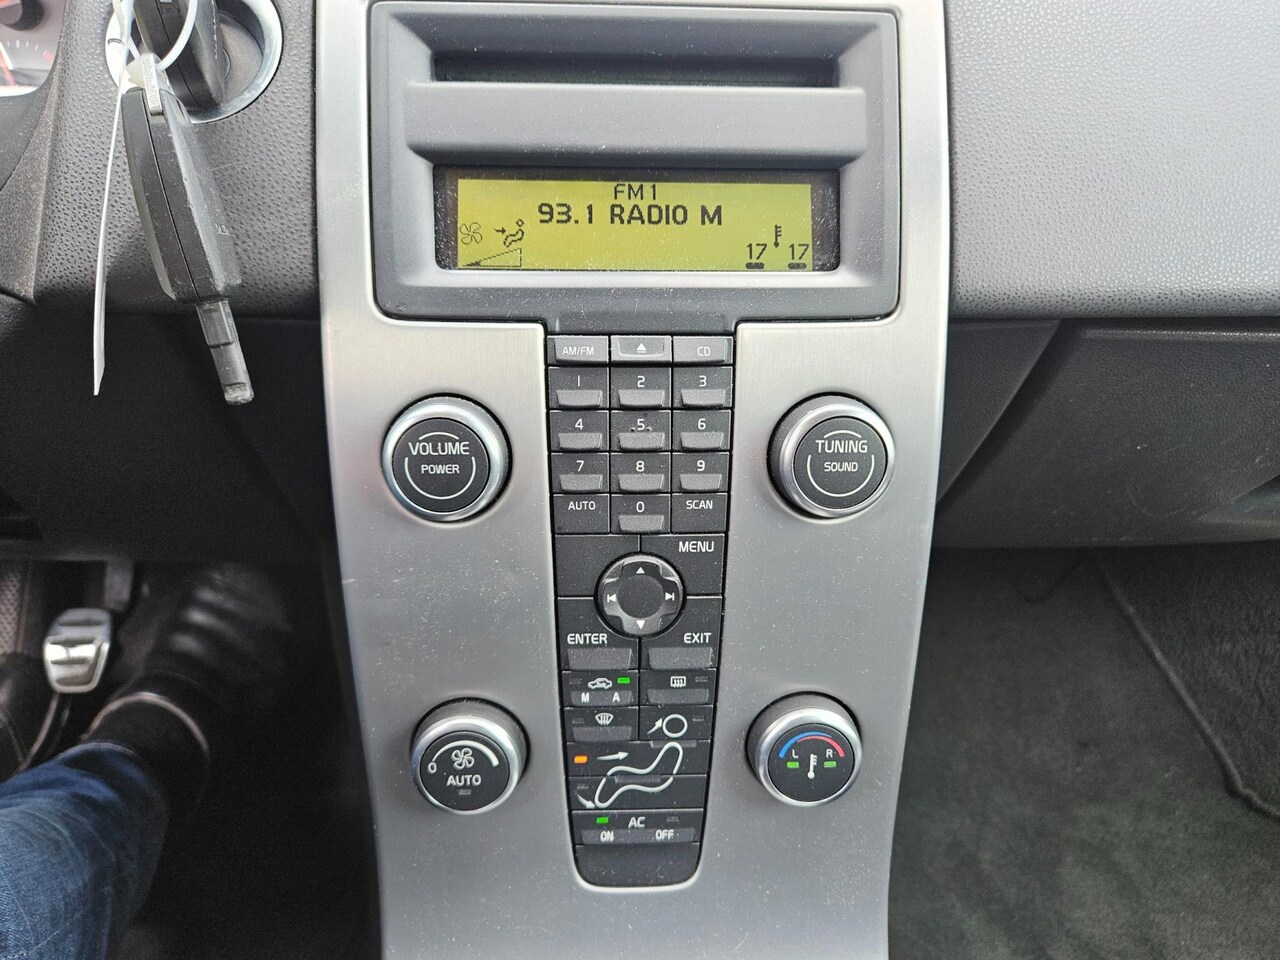 FM1
93.1 RADIO M
17 17
AM/FM CD
1 2 3
4 5 6
7 8 9
AUTO 0 SCAN
VOLUME
POWER
TUNING
SOUND
MENU
ENTER EXIT
M A
0
AUTO
L R
AC
ON OFF